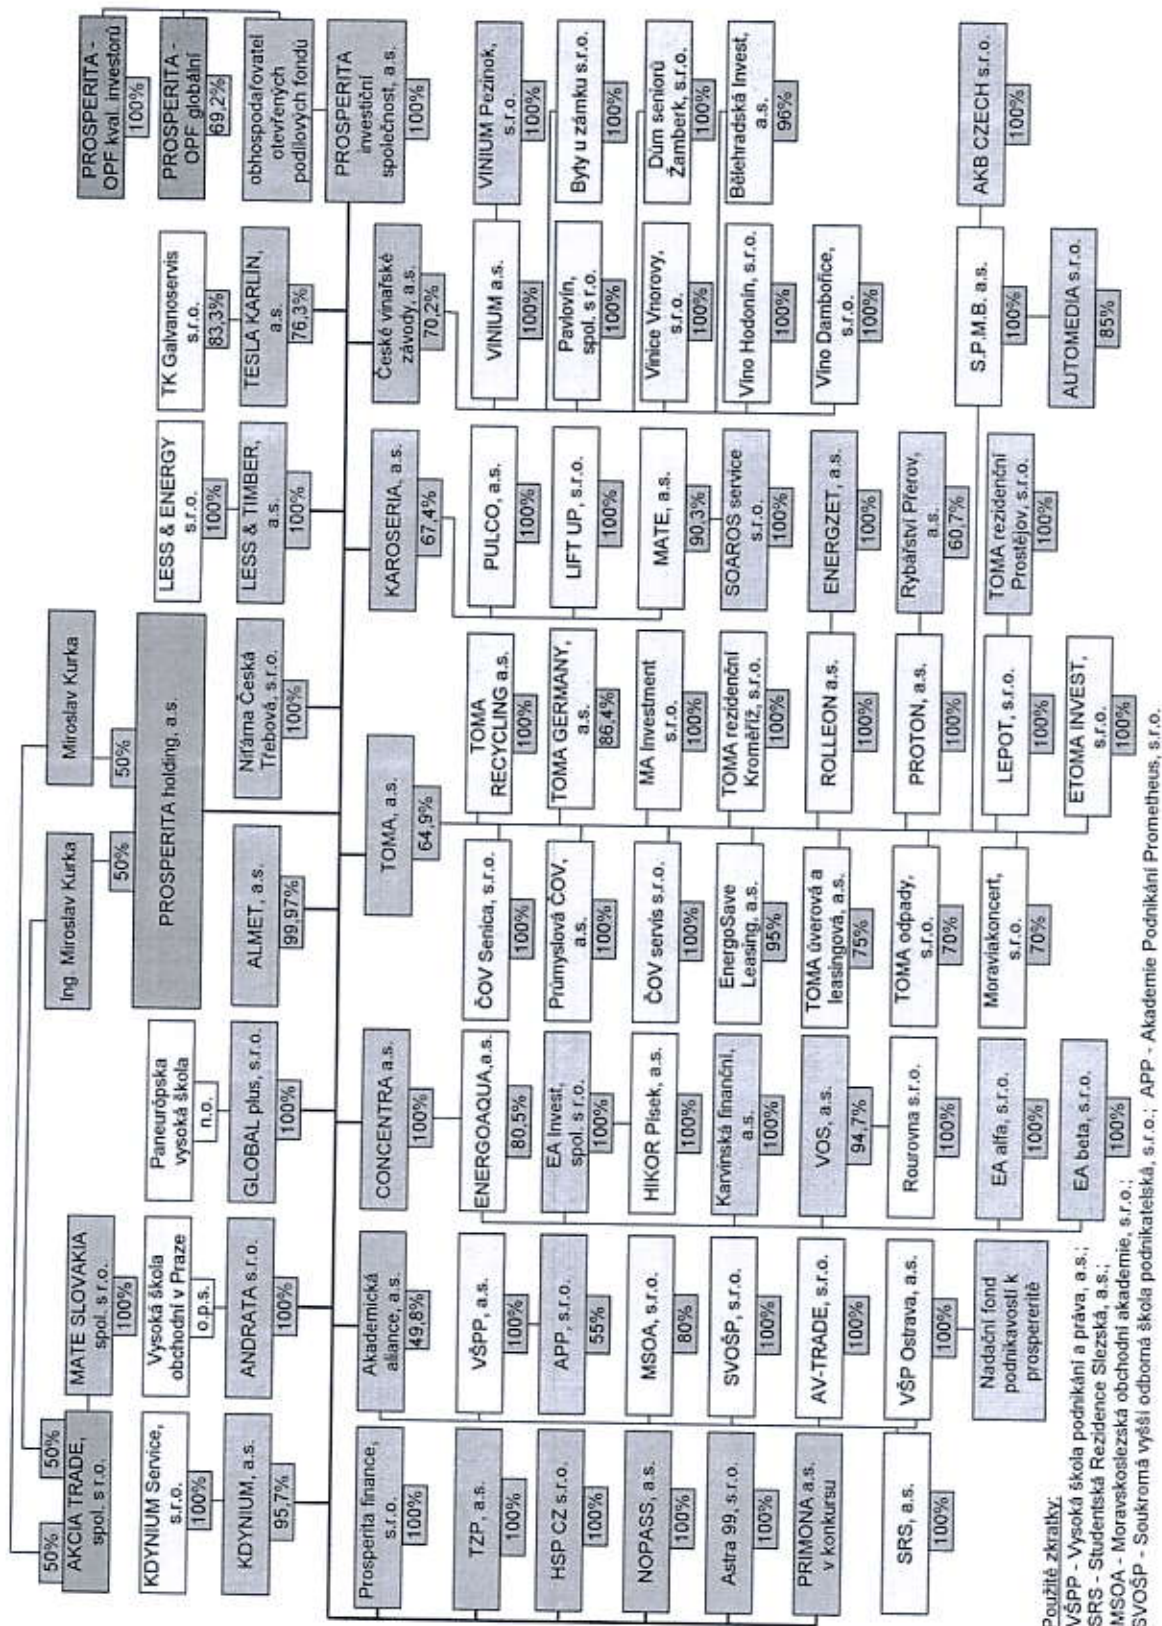 Ing. Miroslav Kurka
Miroslav Kurka
50%
50%
50%
50%
AKCIA TRADE,
spol. s r.o.
MATE SLOVAKIA
spol. s r.o.
100%
PROSPERITA holding, a.s.
PROSPERITA -
OPF kval. investorů
100%
PROSPERITA -
OPF globální
69,2%
obhospodařovatel
otevřených
podílových fondů
PROSPERITA
investiční
společnost, a.s.
100%
KDYNIUM Service,
s.r.o.
100%
Vysoká škola
obchodní v Praze
o.p.s.
Paneurópska
vysoká škola
n.o.
LESS & ENERGY
s.r.o.
100%
TK Galvanoservis
s.r.o.
83,3%
KDYNIUM, a.s.
95,7%
ANDRATA s.r.o.
100%
GLOBAL plus, s.r.o.
100%
ALMET, a.s.
99,97%
Niťárna Česká
Třebová, s.r.o.
100%
LESS & TIMBER,
a.s.
100%
TESLA KARLÍN,
a.s.
76,3%
Prosperita finance,
s.r.o.
100%
Akademická
aliance, a.s.
49,8%
CONCENTRA a.s.
100%
TOMA, a.s.
64,9%
KAROSERIA, a.s.
67,4%
České vinařské
závody, a.s.
70,2%
TZP, a.s.
100%
VŠPP, a.s.
100%
ENERGOAQUA,a.s.
80,5%
ČOV Senica, s.r.o.
100%
TOMA
RECYCLING a.s.
100%
PULCO, a.s.
100%
VINIUM a.s.
100%
VINIUM Pezinok,
s.r.o.
100%
HSP CZ s.r.o.
100%
APP, s.r.o.
55%
EA Invest,
spol. s r.o.
100%
Průmyslová ČOV,
a.s.
100%
TOMA GERMANY,
a.s.
86,4%
LIFT UP, s.r.o.
100%
Pavlovín,
spol. s r.o.
100%
Byty u zámku s.r.o.
100%
NOPASS, a.s.
100%
MSOA, s.r.o.
80%
HIKOR Písek, a.s.
100%
ČOV servis s.r.o.
100%
MA Investment
s.r.o.
100%
MATE, a.s.
90,3%
Vinice Vnorovy,
s.r.o.
100%
Dům seniorů
Žamberk, s.r.o.
100%
Astra 99, s.r.o.
100%
SVOŠP, s.r.o.
100%
Karvinská finanční,
a.s.
100%
EnergoSave
Leasing, a.s.
95%
TOMA rezidenční
Kroměříž, s.r.o.
100%
SOAROS service
s.r.o.
100%
Víno Hodonín, s.r.o.
100%
Bělehradská Invest,
a.s.
96%
PRIMONA a.s.
v konkursu
AV-TRADE, s.r.o.
100%
VOS, a.s.
94,7%
TOMA úverová a
leasingová, a.s.
75%
ROLLEON a.s.
100%
ENERGZET, a.s.
100%
Víno Dambořice,
s.r.o.
100%
SRS, a.s.
100%
VŠP Ostrava, a.s.
100%
Rourovna s.r.o.
100%
TOMA odpady,
s.r.o.
70%
PROTON, a.s.
100%
Rybářství Přerov,
a.s.
60,7%
Nadační fond
podnikavosti k
prosperitě
EA alfa, s.r.o.
100%
Moraviakoncert,
s.r.o.
70%
LEPOT, s.r.o.
100%
TOMA rezidenční
Prostějov, s.r.o.
100%
S.P.M.B. a.s.
100%
AKB CZECH s.r.o.
100%
EA beta, s.r.o.
100%
ETOMA INVEST,
s.r.o.
100%
AUTOMEDIA s.r.o.
85%
Použité zkratky:
VŠPP - Vysoká škola podnikání a práva, a.s.;
SRS - Studentská Rezidence Slezská, a.s.;
MSOA - Moravskoslezská obchodní akademie, s.r.o.;
SVOŠP - Soukromá vyšší odborná škola podnikatelská, s.r.o.; APP - Akademie Podnikání Prometheus, s.r.o.